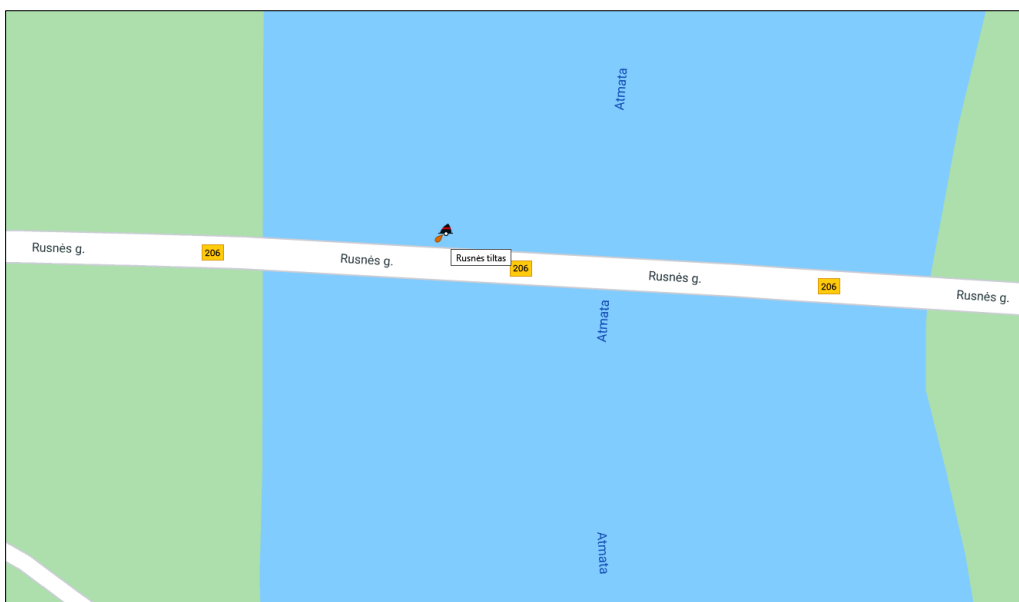 Atmata
Rusnės g.
206
Rusnės g.
Rusnės tiltas
206
Rusnės g.
206
Rusnės g.
Atmata
Atmata